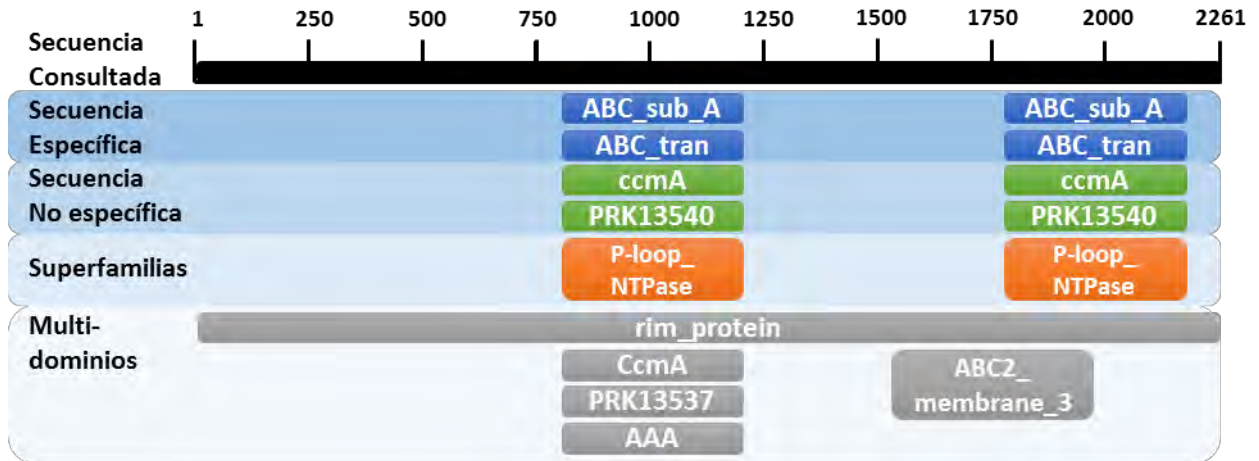 1 250 500 750 1000 1250 1500 1750 2000 2261
Secuencia
Consultada
Secuencia ABC_sub_A ABC_sub_A
Específica ABC_tran ABC_tran
Secuencia ccmA ccmA
No específica PRK13540 PRK13540
Superfamilias P-loop_ P-loop_
NTPase NTPase
Multi- rim_protein
dominios CcmA ABC2_
PRK13537 membrane_3
AAA